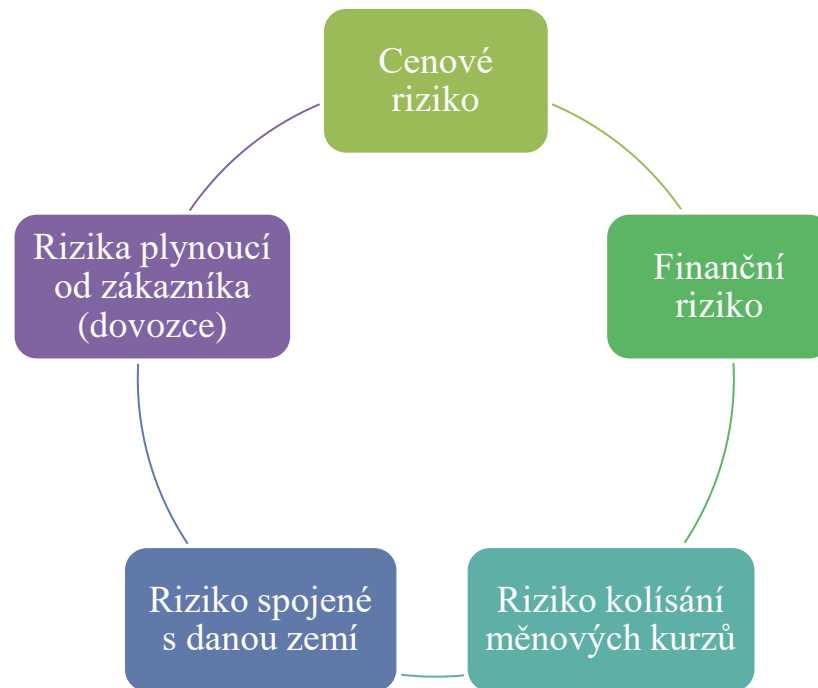 Cenové
riziko
Finanční
riziko
Riziko kolísání
měnových kurzů
Riziko spojené
s danou zemí
Rizika plynoucí
od zákazníka
(dovozce)